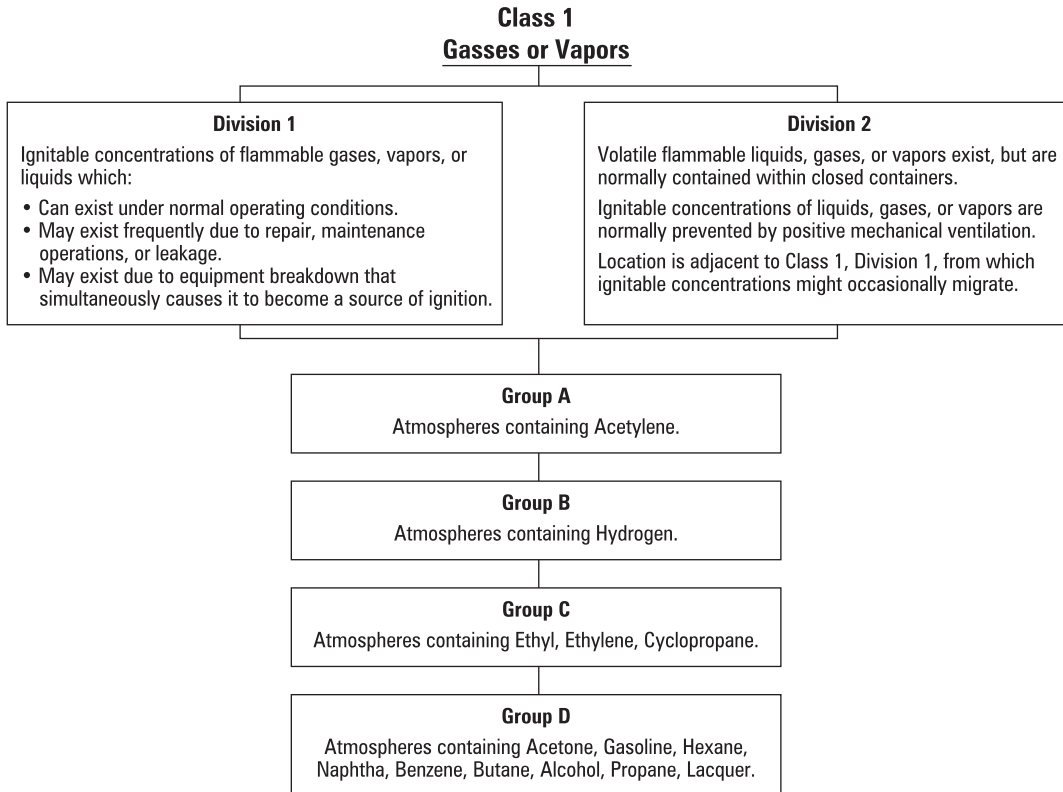 Class 1
Gasses or Vapors
Division 1
Ignitable concentrations of flammable gases, vapors, or
liquids which:
• Can exist under normal operating conditions.
• May exist frequently due to repair, maintenance
operations, or leakage.
• May exist due to equipment breakdown that
simultaneously causes it to become a source of ignition.
Division 2
Volatile flammable liquids, gases, or vapors exist, but are
normally contained within closed containers.
Ignitable concentrations of liquids, gases, or vapors are
normally prevented by positive mechanical ventilation.
Location is adjacent to Class 1, Division 1, from which
ignitable concentrations might occasionally migrate.
Group A
Atmospheres containing Acetylene.
Group B
Atmospheres containing Hydrogen.
Group C
Atmospheres containing Ethyl, Ethylene, Cyclopropane.
Group D
Atmospheres containing Acetone, Gasoline, Hexane,
Naphtha, Benzene, Butane, Alcohol, Propane, Lacquer.